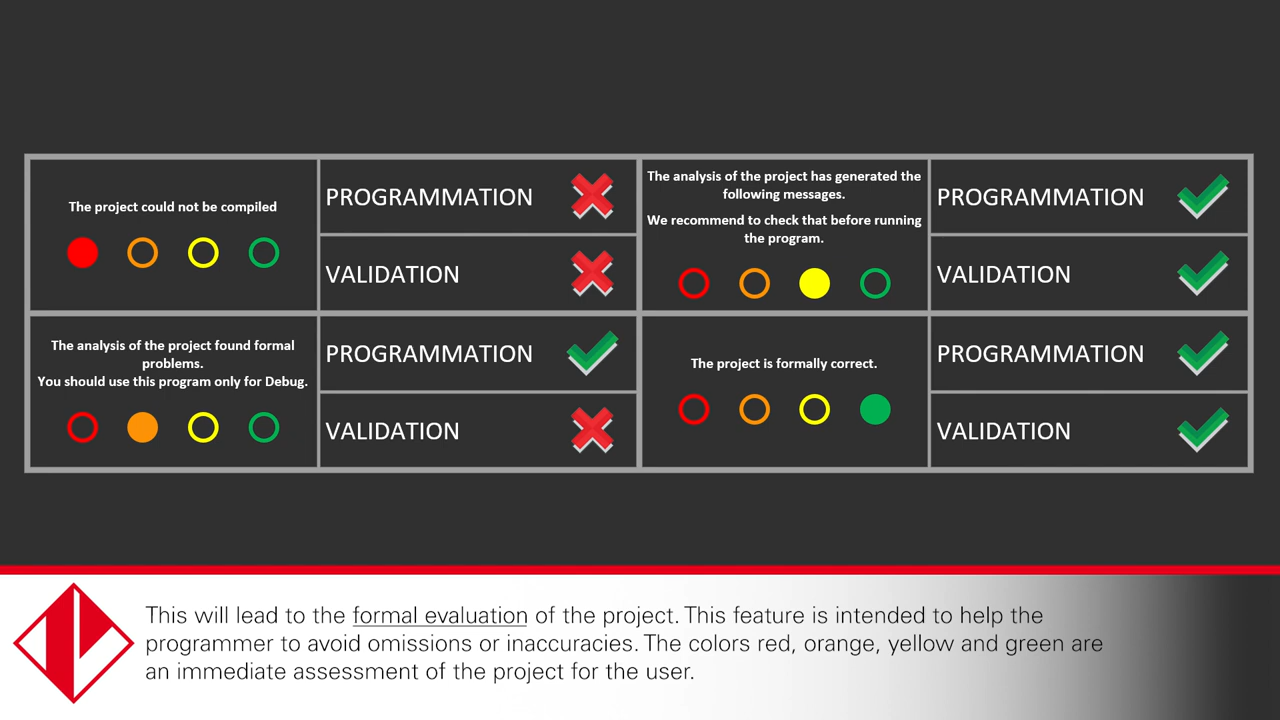 The project could not be compiled
PROGRAMMATION
VALIDATION
The analysis of the project has generated the
following messages.
We recommend to check that before running
the program.
PROGRAMMATION
VALIDATION
The analysis of the project found formal
problems.
You should use this program only for Debug.
PROGRAMMATION
VALIDATION
The project is formally correct.
PROGRAMMATION
VALIDATION
This will lead to the formal evaluation of the project. This feature is intended to help the
programmer to avoid omissions or inaccuracies. The colors red, orange, yellow and green are
an immediate assessment of the project for the user.